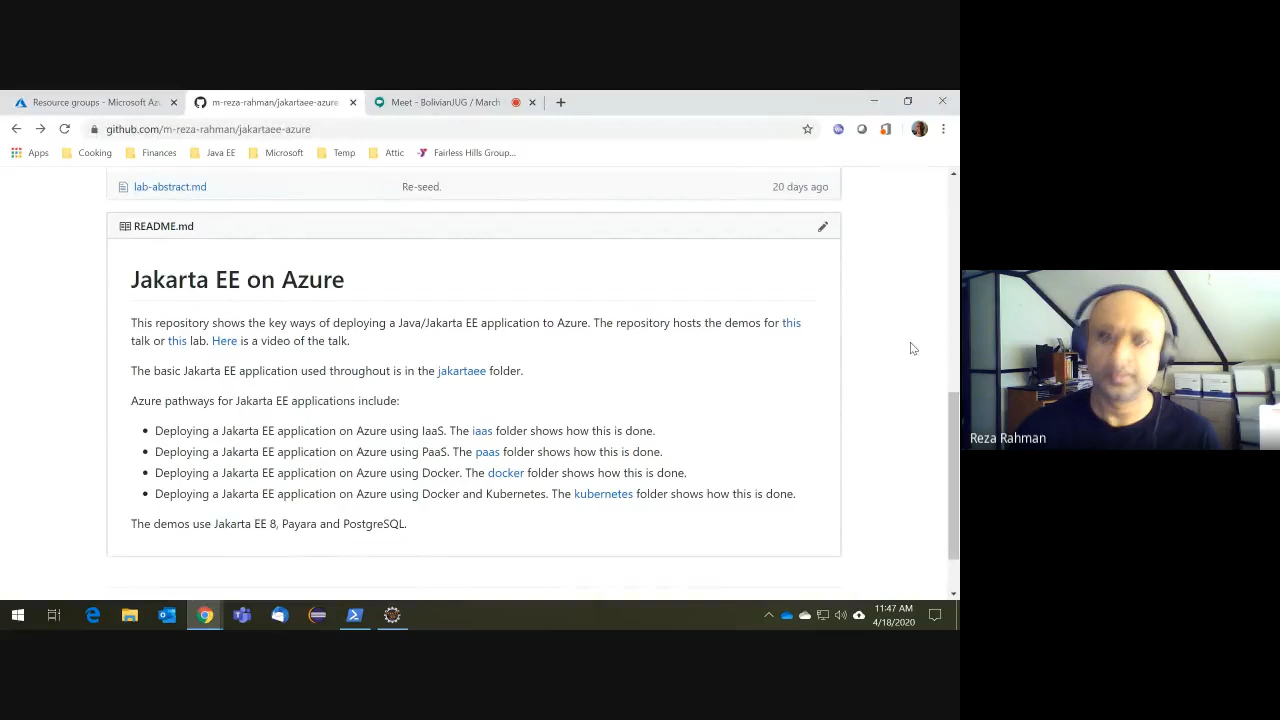 Resource groups - Microsoft Az
m-reza-rahman/jakartaee-azure
Meet - BolivianJUG / March
github.com/m-reza-rahman/jakartaee-azure
Apps
Cooking
Finances
Java EE
Microsoft
Temp
Attic
Fairless Hills Group...
lab-abstract.md
Re-seed.
20 days ago
README.md
Jakarta EE on Azure
This repository shows the key ways of deploying a Java/Jakarta EE application to Azure. The repository hosts the demos for this
talk or this lab. Here is a video of the talk.
The basic Jakarta EE application used throughout is in the jakartaee folder.
Azure pathways for Jakarta EE applications include:
• Deploying a Jakarta EE application on Azure using IaaS. The iaas folder shows how this is done.
• Deploying a Jakarta EE application on Azure using PaaS. The paas folder shows how this is done.
• Deploying a Jakarta EE application on Azure using Docker. The docker folder shows how this is done.
• Deploying a Jakarta EE application on Azure using Docker and Kubernetes. The kubernetes folder shows how this is done.
The demos use Jakarta EE 8, Payara and PostgreSQL.
Reza Rahman
11:47 AM
4/18/2020